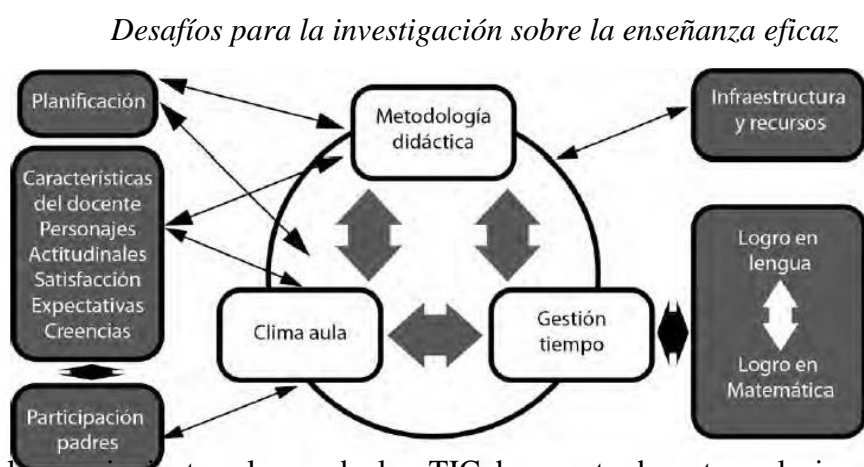 Desafíos para la investigación sobre la enseñanza eficaz
Planificación
Características
del docente
Personajes
Actitudinales
Satisfacción
Expectativas
Creencias
Participación
padres
Metodología
didáctica
Clima aula
Gestión
tiempo
Infraestructura
y recursos
Logro en
lengua
Logro en
Matemática
TIC